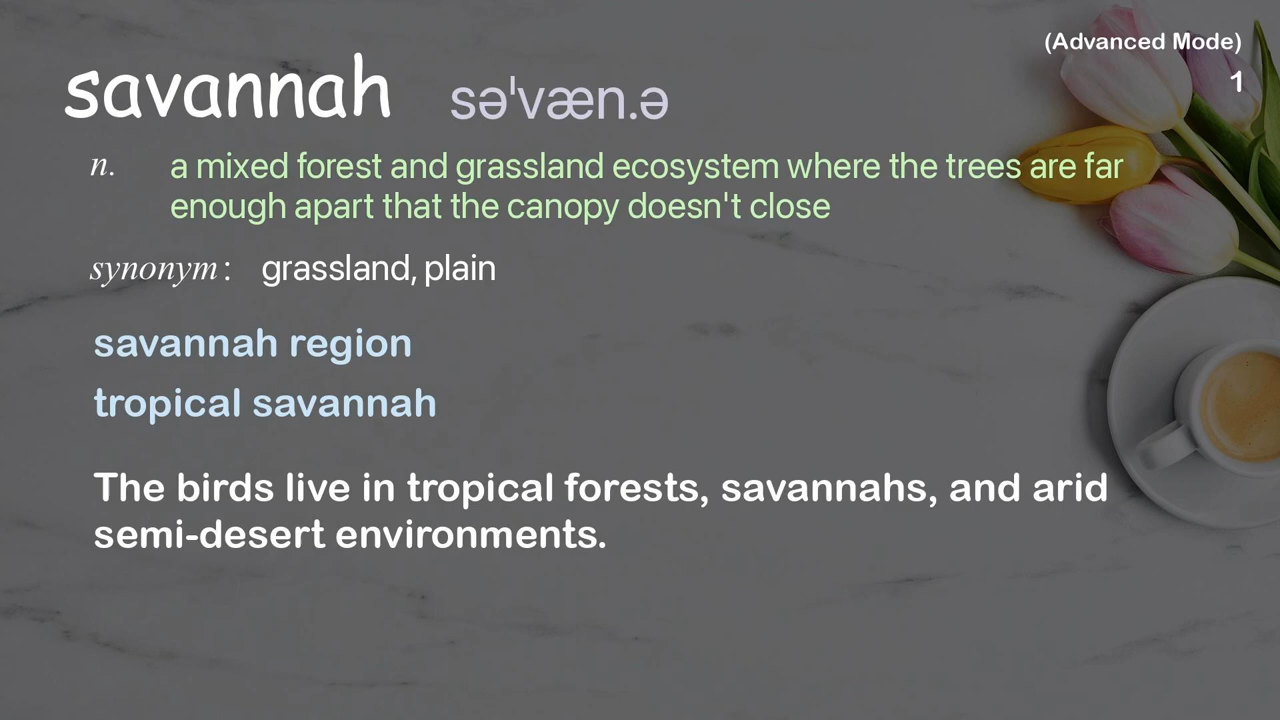 (Advanced Mode)
1
savannah səˈvæn.ə
n. a mixed forest and grassland ecosystem where the trees are far
enough apart that the canopy doesn't close
synonym: grassland, plain
savannah region
tropical savannah
The birds live in tropical forests, savannahs, and arid
semi-desert environments.